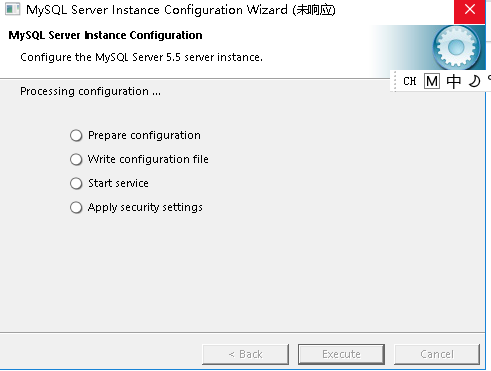 MySQL Server Instance Configuration Wizard (未响应)
MySQL Server Instance Configuration
Configure the MySQL Server 5.5 server instance.
CH M 中
Processing configuration ...
Prepare configuration
Write configuration file
Start service
Apply security settings
< Back Execute Cancel